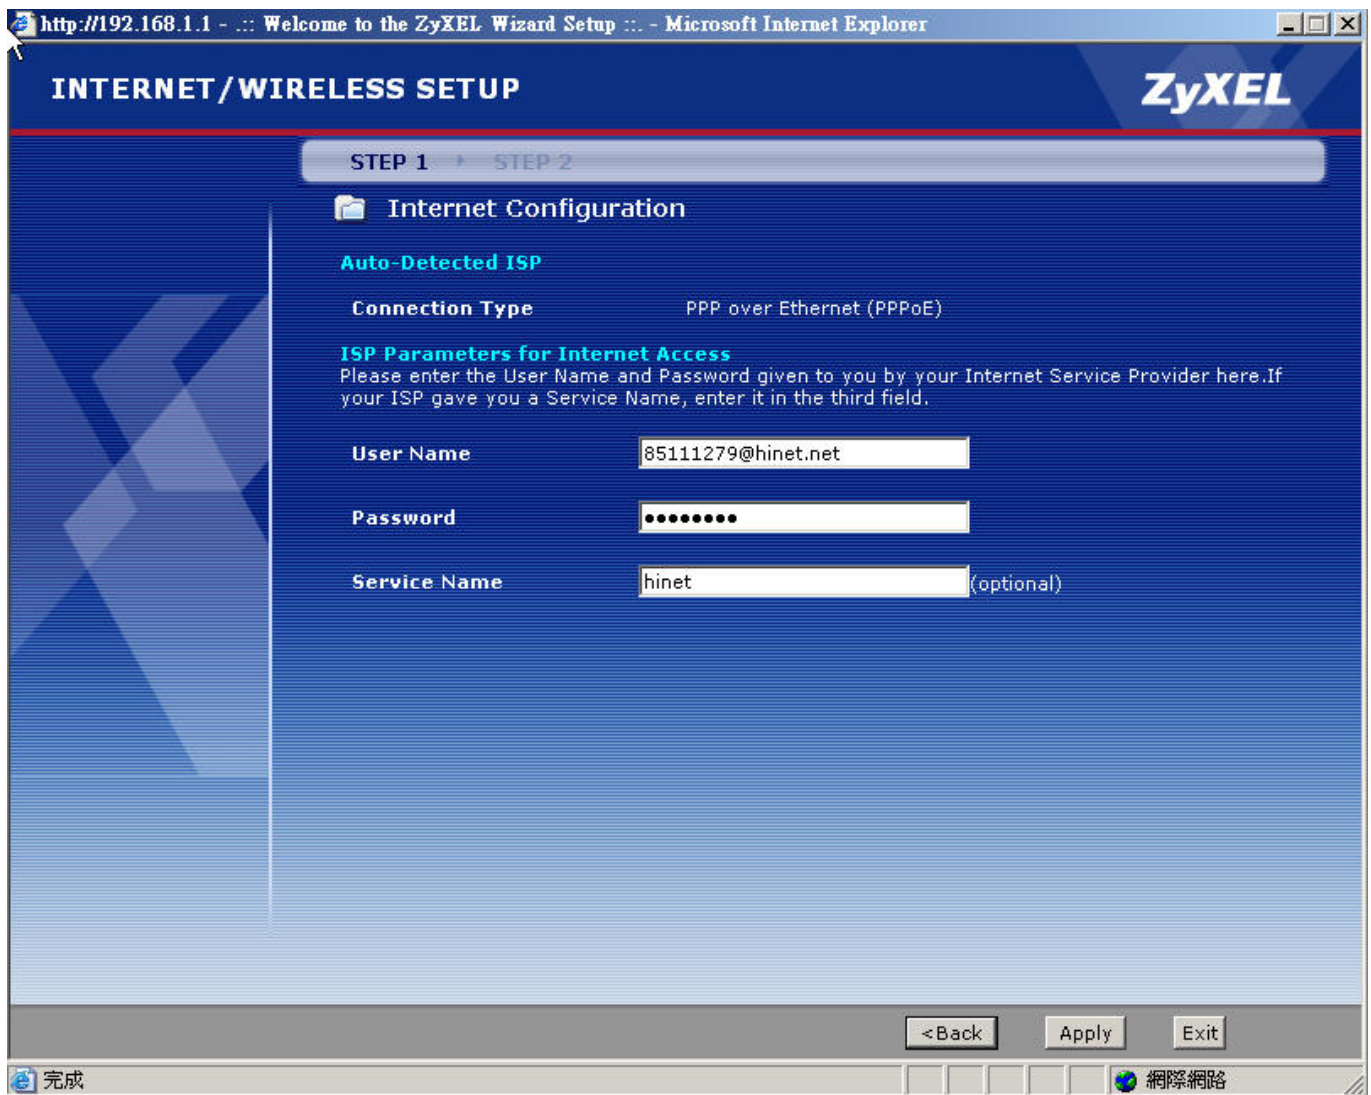 http://192.168.1.1 - .:: Welcome to the ZyXEL Wizard Setup ::. - Microsoft Internet Explorer
INTERNET/WIRELESS SETUP
ZyXEL
STEP 1 STEP 2
Internet Configuration
Auto-Detected ISP
Connection Type PPP over Ethernet (PPPoE)
ISP Parameters for Internet Access
Please enter the User Name and Password given to you by your Internet Service Provider here.If
your ISP gave you a Service Name, enter it in the third field.
User Name 85111279@hinet.net
Password ••••••••
Service Name hinet (optional)
<Back Apply Exit
完成 網際網路